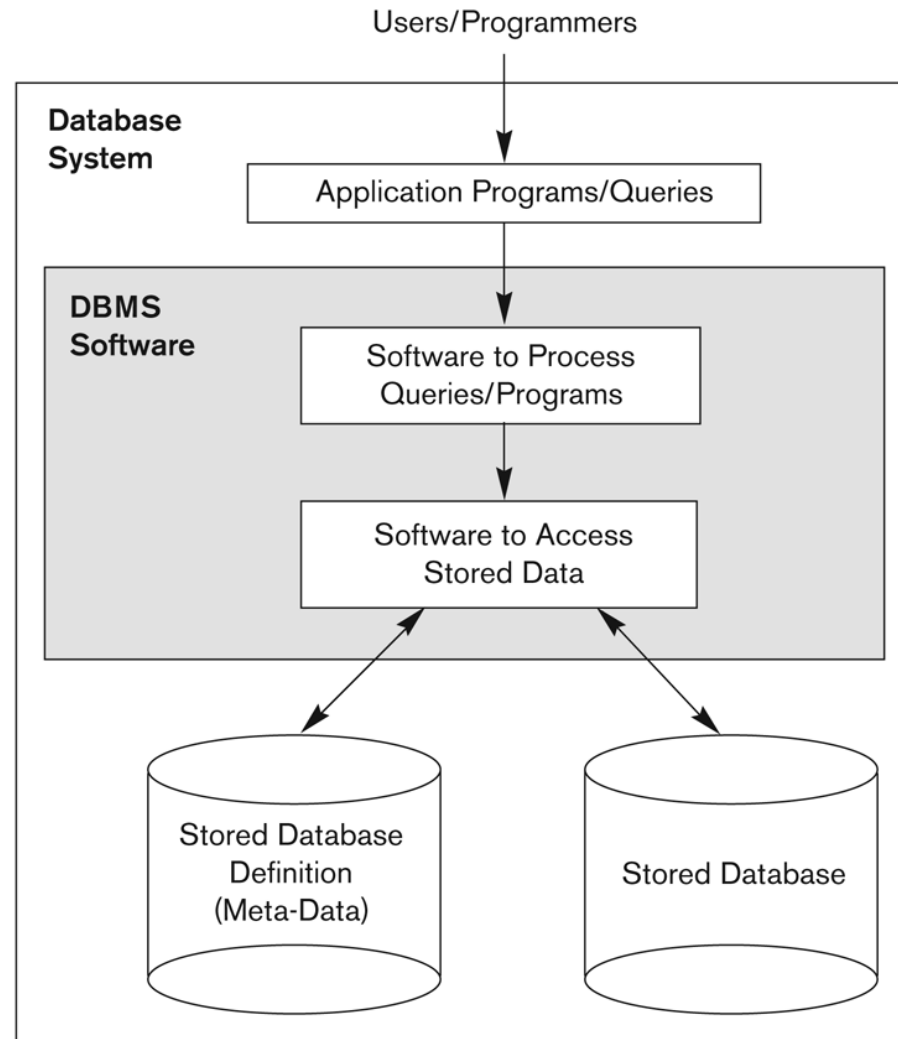 Users/Programmers
Database
System
Application Programs/Queries
DBMS
Software
Software to Process
Queries/Programs
Software to Access
Stored Data
Stored Database
Definition
(Meta-Data)
Stored Database